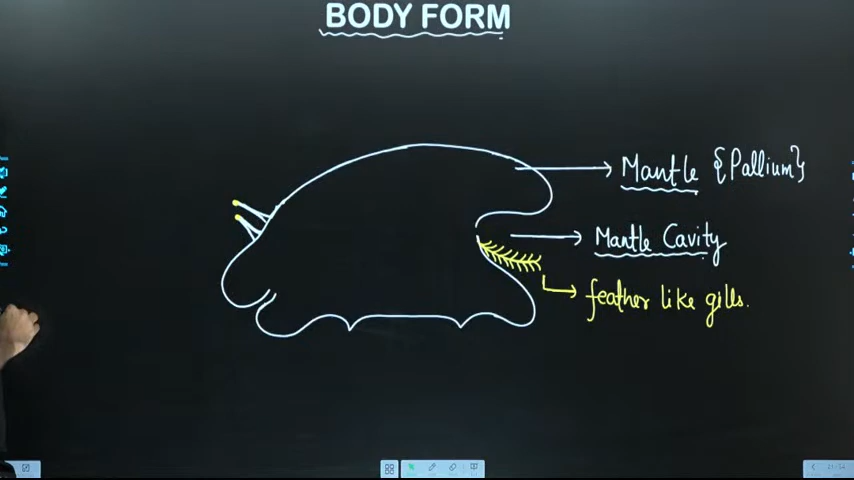 BODY FORM
Mantle {Pallium}
Mantle Cavity
feather like gills.